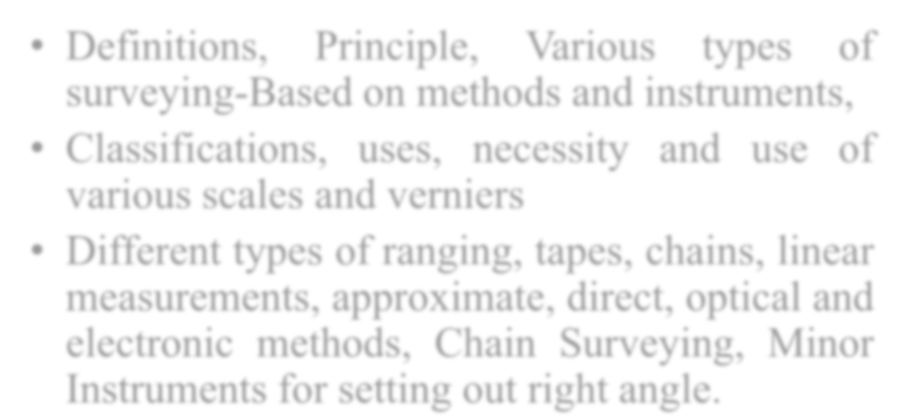 • Definitions, Principle, Various types of
surveying-Based on methods and instruments,
• Classifications, uses, necessity and use of
various scales and verniers
• Different types of ranging, tapes, chains, linear
measurements, approximate, direct, optical and
electronic methods, Chain Surveying, Minor
Instruments for setting out right angle.